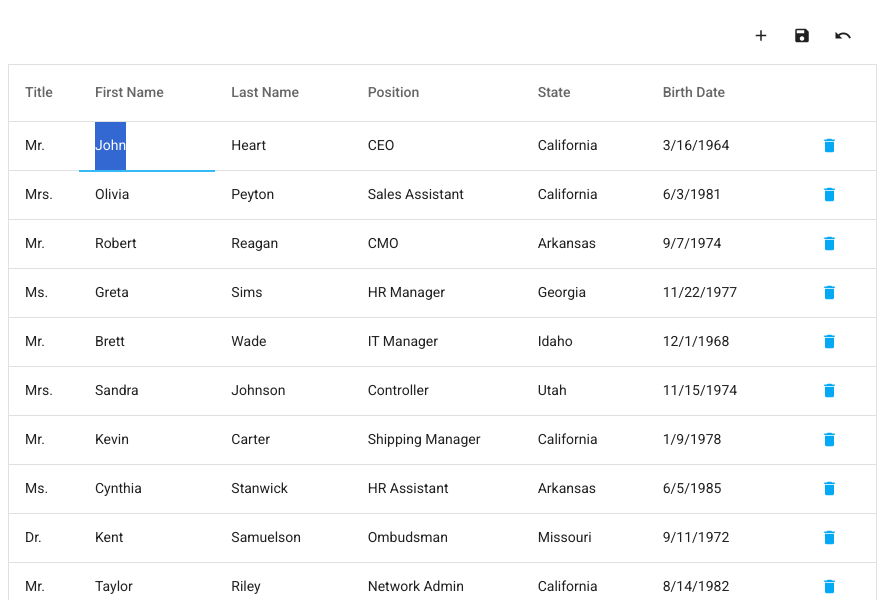 Title First Name Last Name Position State Birth Date
Mr. John Heart CEO California 3/16/1964
Mrs. Olivia Peyton Sales Assistant California 6/3/1981
Mr. Robert Reagan CMO Arkansas 9/7/1974
Ms. Greta Sims HR Manager Georgia 11/22/1977
Mr. Brett Wade IT Manager Idaho 12/1/1968
Mrs. Sandra Johnson Controller Utah 11/15/1974
Mr. Kevin Carter Shipping Manager California 1/9/1978
Ms. Cynthia Stanwick HR Assistant Arkansas 6/5/1985
Dr. Kent Samuelson Ombudsman Missouri 9/11/1972
Mr. Taylor Riley Network Admin California 8/14/1982